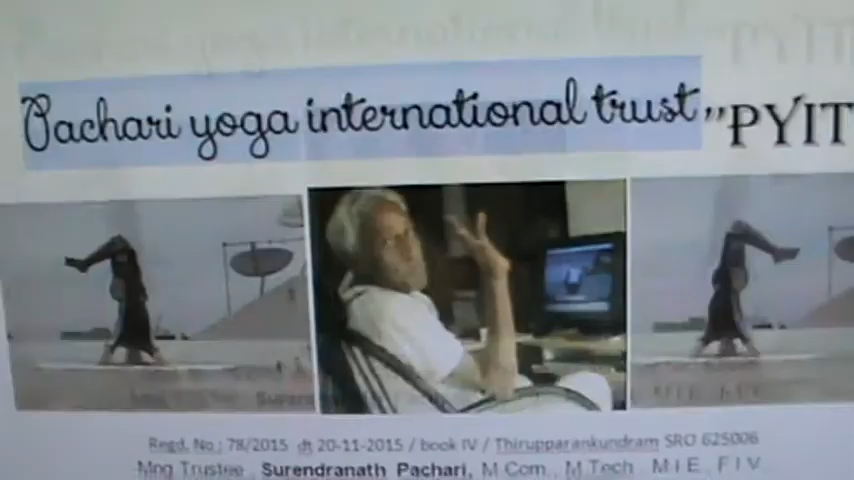 Pachari yoga international trust,, PYIT
Regd. No ; 78/2015 dt 20-11-2015 / book IV / Thirupparankundram SRO 625006
Mng Trustee , Surendranath Pachari, M Com., M.Tech M I E , F I V